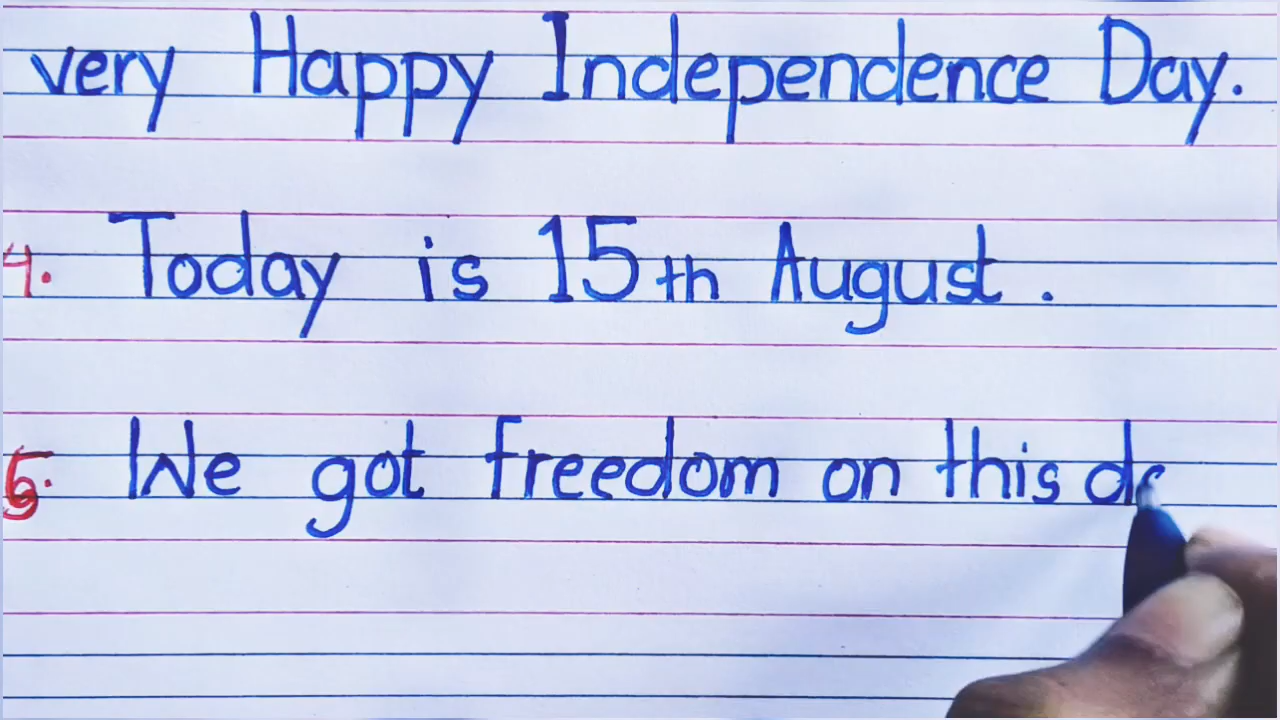 very Happy Independence Day.
4. Today is 15th August.
5. We got freedom on this